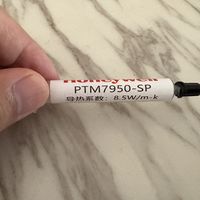 Honeywell
PTM7950-SP
导热系数：8.5W/m-k